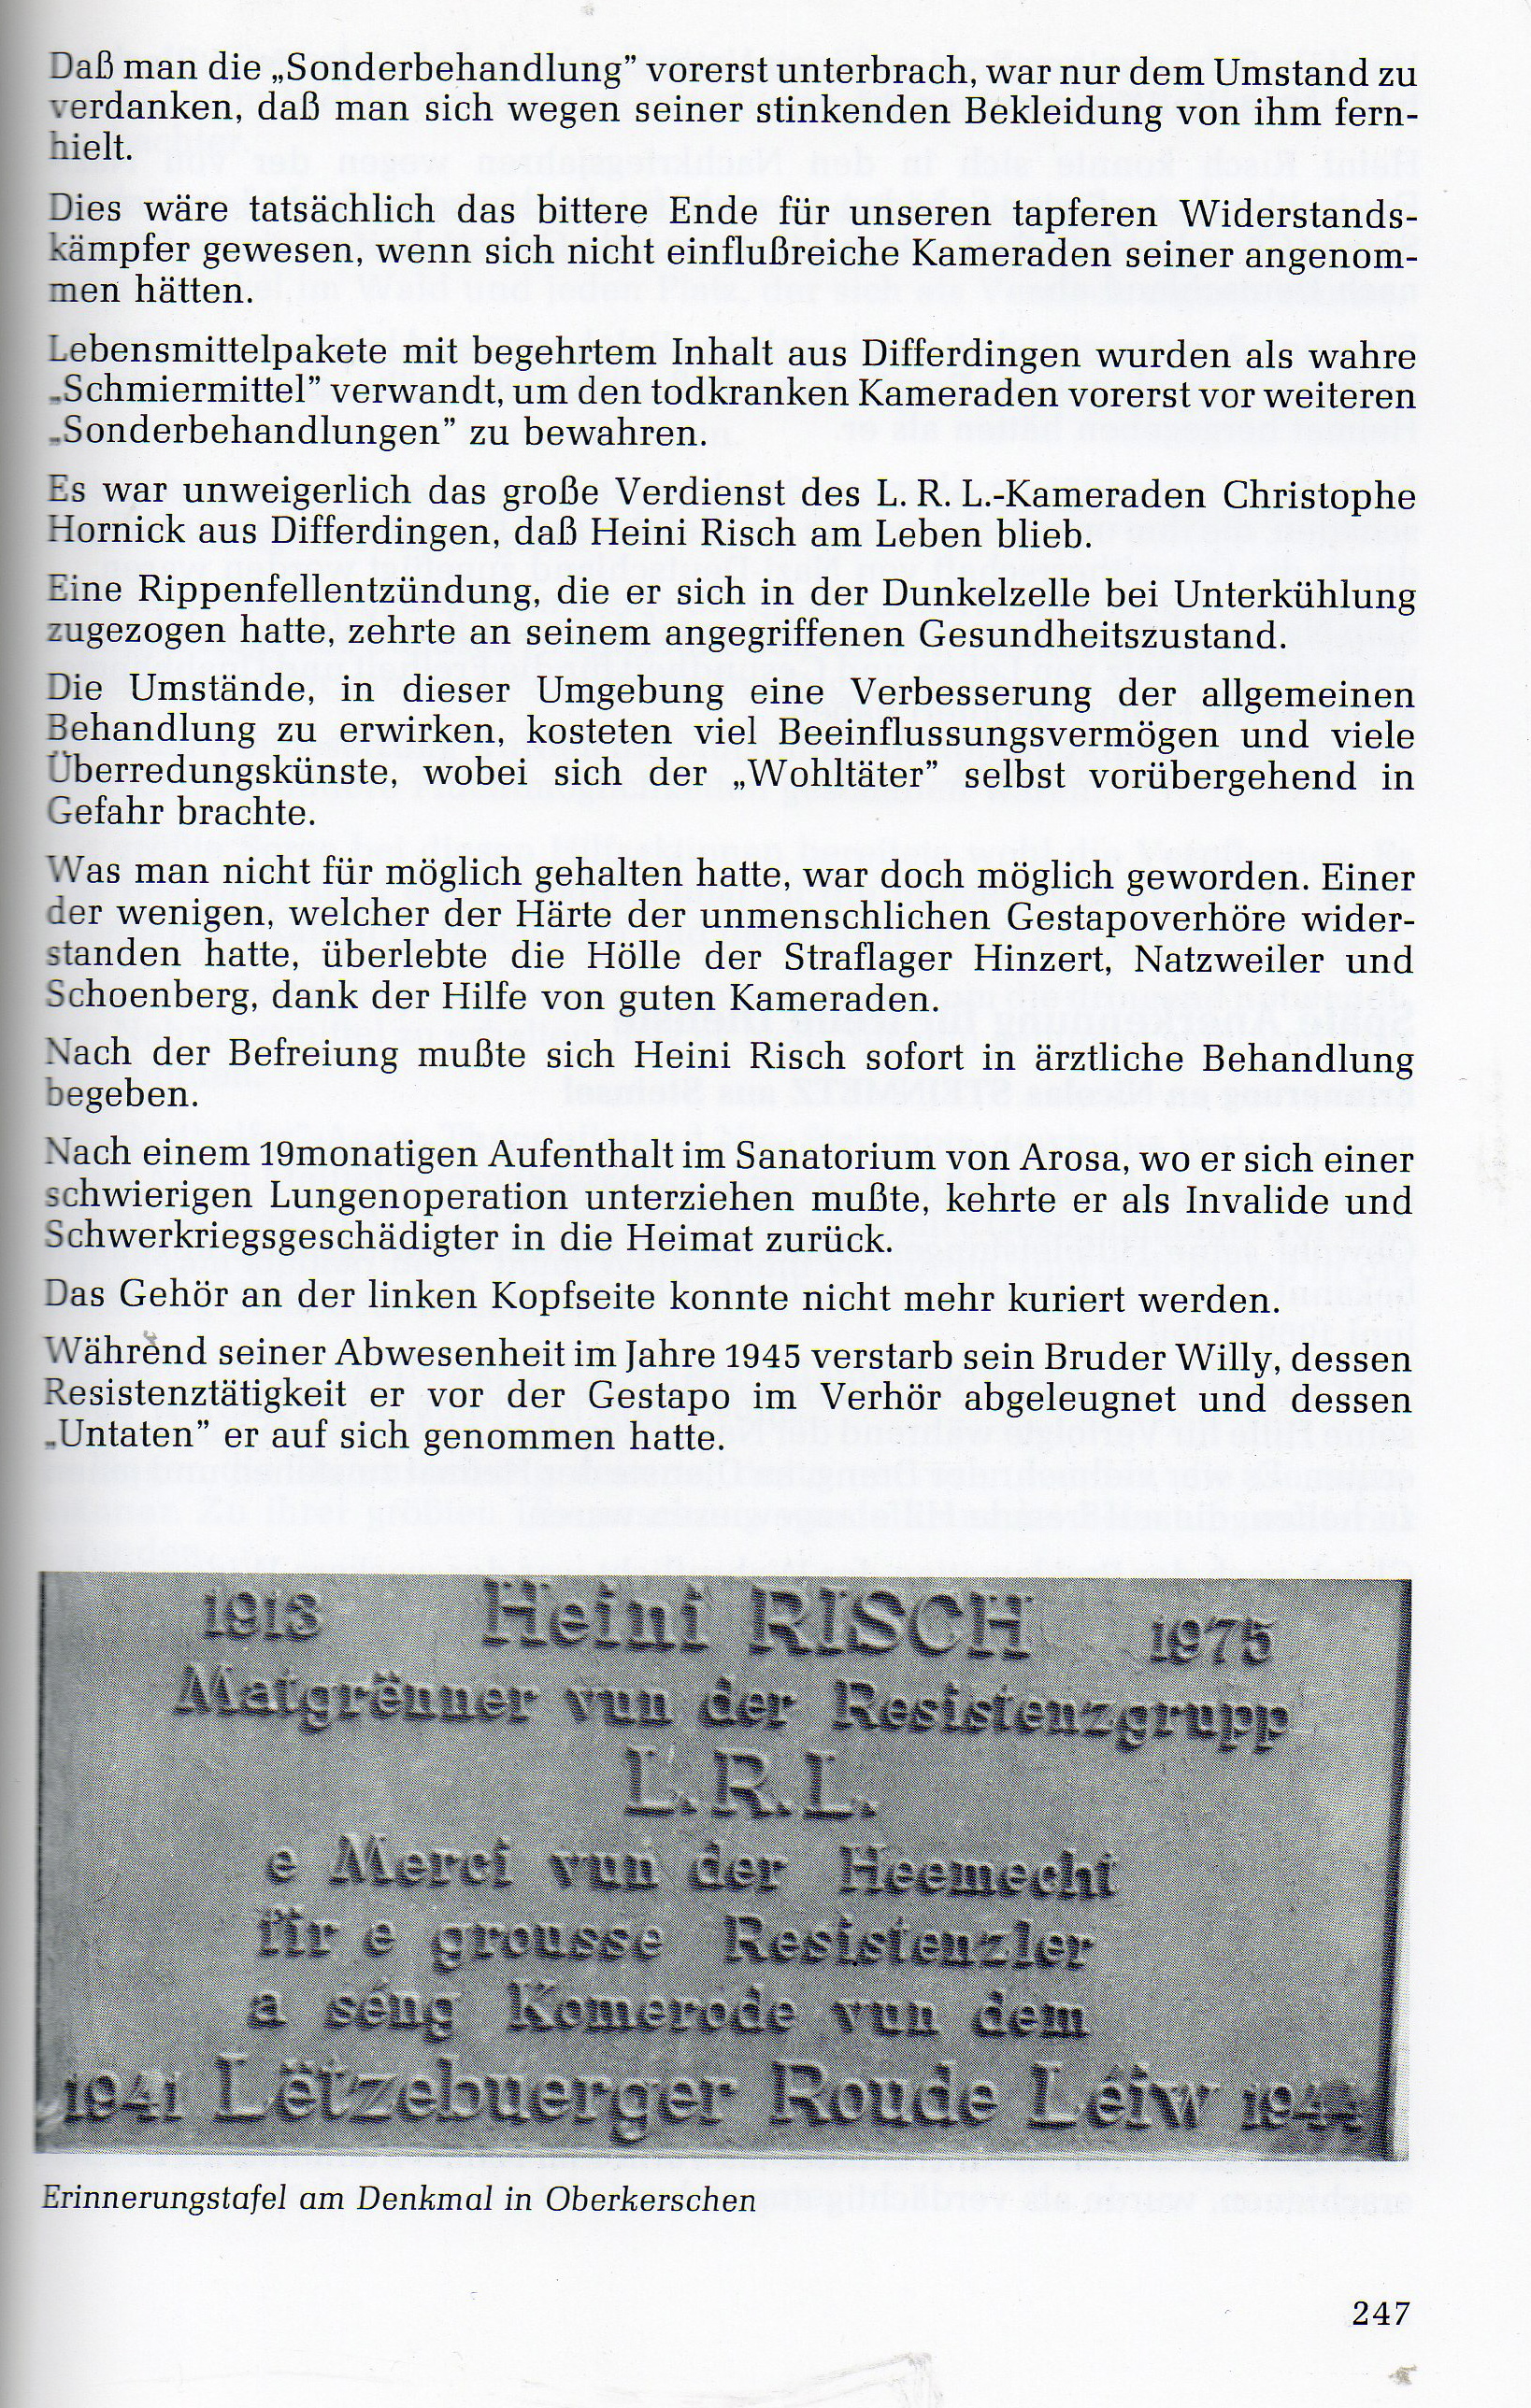 Daß man die „Sonderbehandlung” vorerst unterbrach, war nur dem Umstand zu
verdanken, daß man sich wegen seiner stinkenden Bekleidung von ihm fern-
hielt.
Dies wäre tatsächlich das bittere Ende für unseren tapferen Widerstands-
kämpfer gewesen, wenn sich nicht einflußreiche Kameraden seiner angenom-
men hätten.
Lebensmittelpakete mit begehrtem Inhalt aus Differdingen wurden als wahre
„Schmiermittel” verwandt, um den todkranken Kameraden vorerst vor weiteren
„Sonderbehandlungen” zu bewahren.
Es war unweigerlich das große Verdienst des L. R. L.-Kameraden Christophe
Hornick aus Differdingen, daß Heini Risch am Leben blieb.
Eine Rippenfellentzündung, die er sich in der Dunkelzelle bei Unterkühlung
zugezogen hatte, zehrte an seinem angegriffenen Gesundheitszustand.
Die Umstände, in dieser Umgebung eine Verbesserung der allgemeinen
Behandlung zu erwirken, kosteten viel Beeinflussungsvermögen und viele
Überredungskünste, wobei sich der „Wohltäter” selbst vorübergehend in
Gefahr brachte.
Was man nicht für möglich gehalten hatte, war doch möglich geworden. Einer
der wenigen, welcher der Härte der unmenschlichen Gestapoverhöre wider-
standen hatte, überlebte die Hölle der Straflager Hinzert, Natzweiler und
Schoenberg, dank der Hilfe von guten Kameraden.
Nach der Befreiung mußte sich Heini Risch sofort in ärztliche Behandlung
begeben.
Nach einem 19monatigen Aufenthalt im Sanatorium von Arosa, wo er sich einer
schwierigen Lungenoperation unterziehen mußte, kehrte er als Invalide und
Schwerkriegsgeschädigter in die Heimat zurück.
Das Gehör an der linken Kopfseite konnte nicht mehr kuriert werden.
Während seiner Abwesenheit im Jahre 1945 verstarb sein Bruder Willy, dessen
Resistenztätigkeit er vor der Gestapo im Verhör abgeleugnet und dessen
„Untaten” er auf sich genommen hatte.
1913 Heini RISCH 1975
Matgrënner vun der Resistenzgrupp
L.R.L.
e Merci vun der Heemecht
fir e grousse Resistenzler
a séng Komerode vun dem
1941 Lëtzebuerger Roude Léiw 1944
Erinnerungstafel am Denkmal in Oberkerschen
247